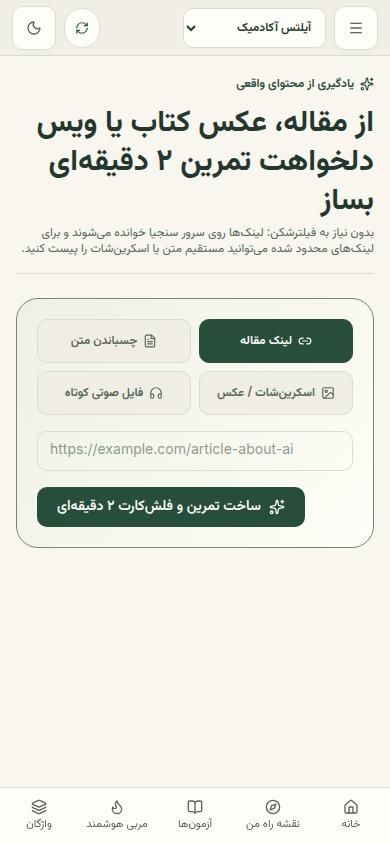 آیلتس آکادمیک
یادگیری از محتوای واقعی
از مقاله، عکس کتاب یا ویس
دلخواهت تمرین ۲ دقیقه‌ای
بساز
بدون نیاز به فیلترشکن: لینک‌ها روی سرور سنجیا خوانده می‌شوند و برای
لینک‌های محدود شده می‌توانید مستقیم متن یا اسکرین‌شات را پیست کنید.
لینک مقاله
چسباندن متن
اسکرین‌شات / عکس
فایل صوتی کوتاه
https://example.com/article-about-ai
ساخت تمرین و فلش‌کارت ۲ دقیقه‌ای
خانه
نقشه راه من
آزمون‌ها
مربی هوشمند
واژگان